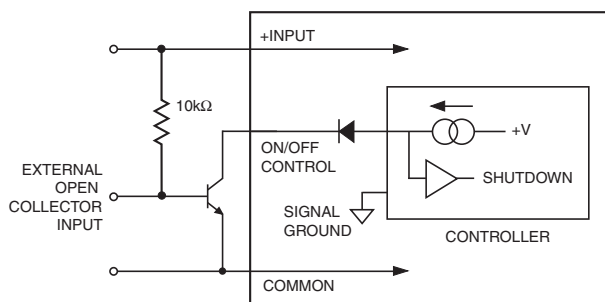 +INPUT
10kΩ
ON/OFF
CONTROL
+V
EXTERNAL
OPEN
COLLECTOR
INPUT
SHUTDOWN
SIGNAL
GROUND
CONTROLLER
COMMON